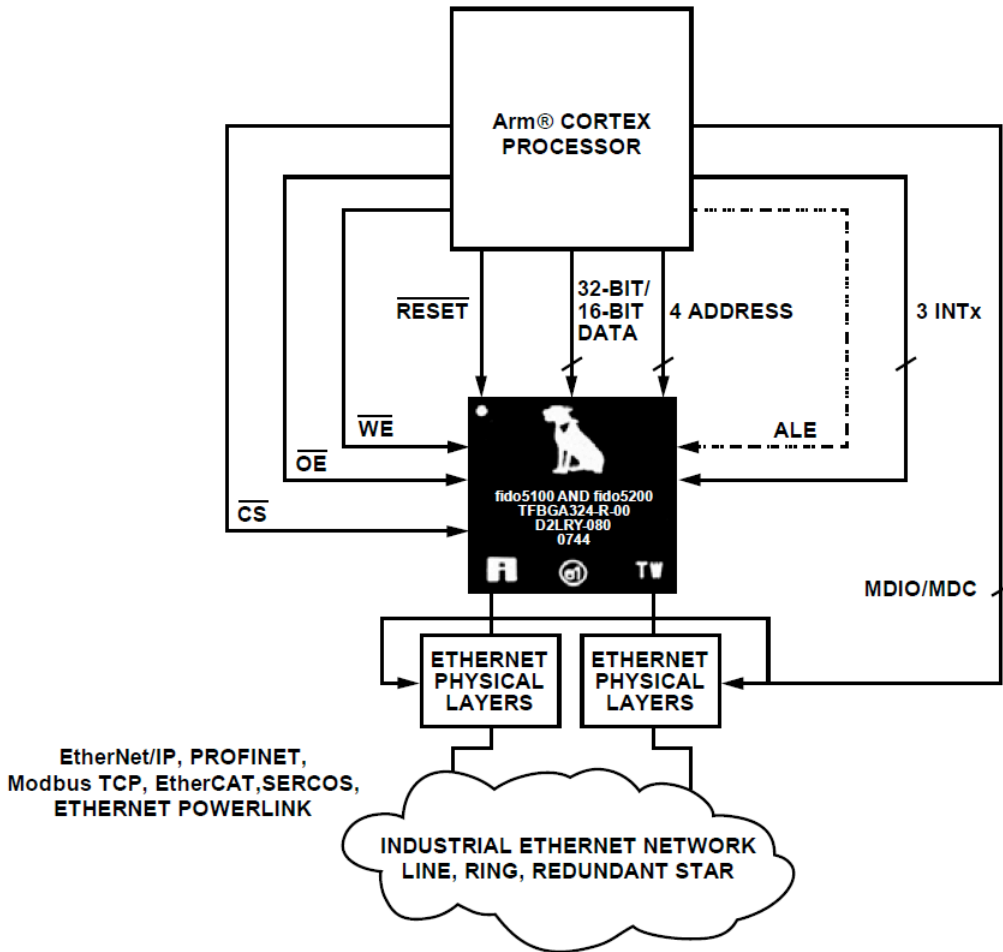 Arm® CORTEX
PROCESSOR
RESET
32-BIT/
16-BIT
DATA
4 ADDRESS
3 INTx
WE
OE
CS
ALE
fido5100 AND fido5200
TFBGA324-R-00
D2LRY-080
0744
e1
TW
MDIO/MDC
ETHERNET
PHYSICAL
LAYERS
ETHERNET
PHYSICAL
LAYERS
EtherNet/IP, PROFINET,
Modbus TCP, EtherCAT,SERCOS,
ETHERNET POWERLINK
INDUSTRIAL ETHERNET NETWORK
LINE, RING, REDUNDANT STAR